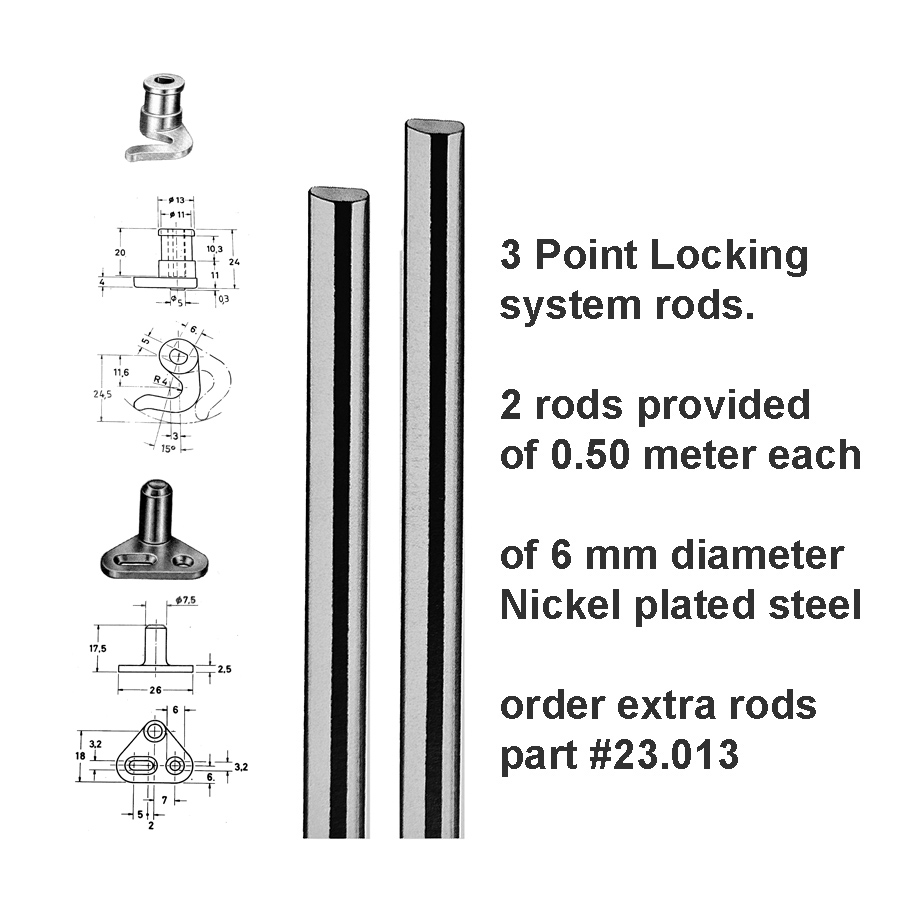 ø13
ø11
20
10,3
24
11
4
ø5
0,3
6
5
11,6
R 4
24,5
3
15°
ø7,5
17,5
2,5
26
6
3,2
18
3,2
6
7
5
2
3 Point Locking
system rods.
2 rods provided
of 0.50 meter each
of 6 mm diameter
Nickel plated steel
order extra rods
part #23.013